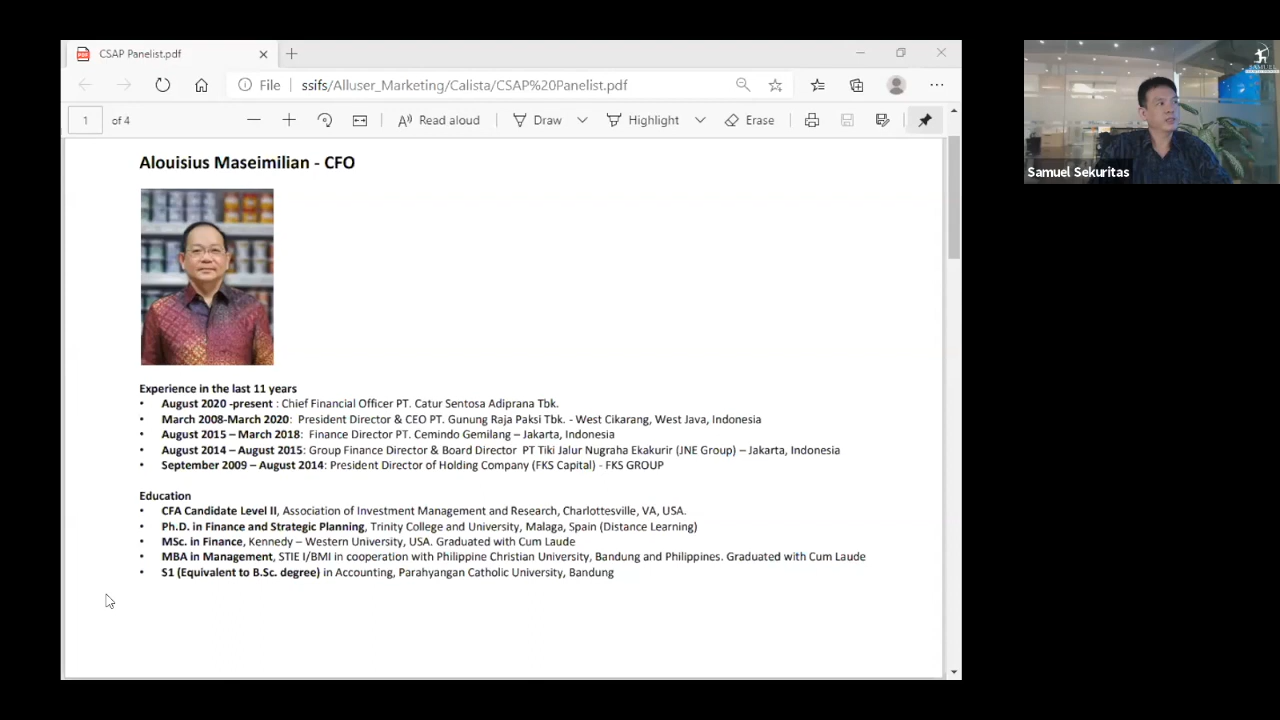 CSAP Panelist.pdf
File
ssifs/Alluser_Marketing/Calista/CSAP%20Panelist.pdf
1 of 4
Read aloud
Draw
Highlight
Erase
Alouisius Maseimilian - CFO
Experience in the last 11 years
• August 2020 -present : Chief Financial Officer PT. Catur Sentosa Adiprana Tbk.
• March 2008-March 2020: President Director & CEO PT. Gunung Raja Paksi Tbk. - West Cikarang, West Java, Indonesia
• August 2015 – March 2018: Finance Director PT. Cemindo Gemilang – Jakarta, Indonesia
• August 2014 – August 2015: Group Finance Director & Board Director PT Tiki Jalur Nugraha Ekakurir (JNE Group) – Jakarta, Indonesia
• September 2009 – August 2014: President Director of Holding Company (FKS Capital) - FKS GROUP
Education
• CFA Candidate Level II, Association of Investment Management and Research, Charlottesville, VA, USA.
• Ph.D. in Finance and Strategic Planning, Trinity College and University, Malaga, Spain (Distance Learning)
• MSc. in Finance, Kennedy – Western University, USA. Graduated with Cum Laude
• MBA in Management, STIE I/BMI in cooperation with Philippine Christian University, Bandung and Philippines. Graduated with Cum Laude
• S1 (Equivalent to B.Sc. degree) in Accounting, Parahyangan Catholic University, Bandung
SAMUEL
Samuel Sekuritas